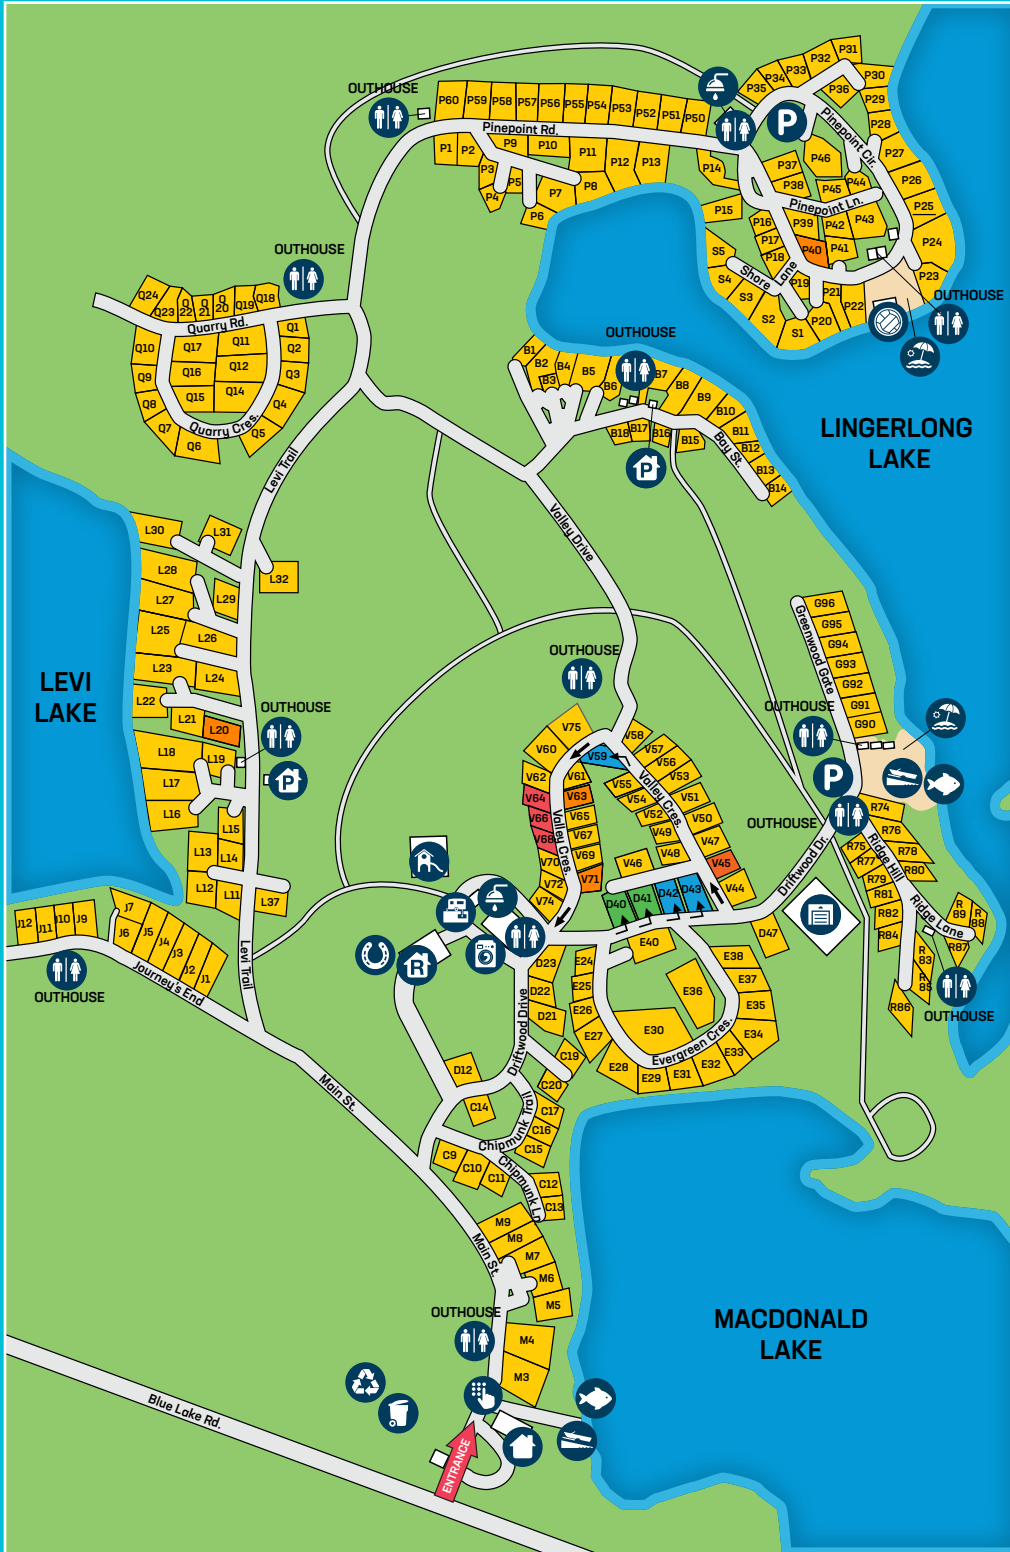 P31
P32
P33
P34
P35
P30
P36
P29
P28
OUTHOUSE
P60
P59
P58
P57
P56
P55
P54
P53
P52
P51
P50
P
Pinepoint Rd.
Pinepoint Cir.
P1
P2
P9
P10
P11
P12
P13
P14
P3
P5
P4
P7
P8
P6
P46
P27
P37
P38
P45
P44
P26
P25
Pinepoint Ln.
P15
P16
P39
P42
P43
P17
P40
P41
P24
P18
P23
S5
S4
S3
S2
S1
Shore Lane
P19
P21
P20
P22
OUTHOUSE
OUTHOUSE
Q24
Q23
Q
22
Q
21
Q
20
Q19
Q18
Quarry Rd.
Q1
Q10
Q17
Q11
Q2
Q9
Q16
Q12
Q3
Q8
Q15
Q14
Q4
Q7
Quarry Cres.
Q5
Q6
OUTHOUSE
B1
B2
B4
B3
B5
B6
B7
B8
B9
B10
B11
B12
B13
B14
B18
B17
B16
B15
Bay St.
P
LINGERLONG
LAKE
Levi Trail
Valley Drive
L30
L31
L28
L32
L27
L29
L25
L26
L23
L24
L22
L21
L20
L18
L19
L17
L16
L15
L13
L14
L12
L11
L37
LEVI
LAKE
OUTHOUSE
P
OUTHOUSE
G96
G95
G94
G93
G92
G91
G90
Greenwood Gate
OUTHOUSE
P
V75
V60
V58
V59
V57
V56
V62
V61
V55
V53
V64
V63
V54
V51
V66
V65
V52
V50
V68
V67
V49
V47
V70
V69
V46
V48
V45
V72
V71
V44
V74
Valley Cres.
Valley Cres.
OUTHOUSE
Driftwood Dr.
D40
D41
D42
D43
D47
R74
R76
R75
R78
R77
R80
R79
R81
R82
R84
Ridge Hill
Ridge Lane
R
89
R
88
R87
R
83
R
85
R86
OUTHOUSE
J12
J11
J10
J9
J7
J6
J5
J4
J3
J2
J1
OUTHOUSE
Journey's End
Levi Trail
R
D23
D22
D21
Driftwood Drive
E24
E25
E26
E27
E40
E38
E37
E36
E35
E30
E34
E33
E32
E31
E29
E28
Evergreen Cres.
C19
C20
D12
C14
C17
C16
C15
Chipmunk Trail
C9
C10
C11
Chipmunk Ln.
C12
C13
Main St.
M9
M8
M7
M6
M5
Main St.
OUTHOUSE
M4
M3
MACDONALD
LAKE
Blue Lake Rd.
ENTRANCE